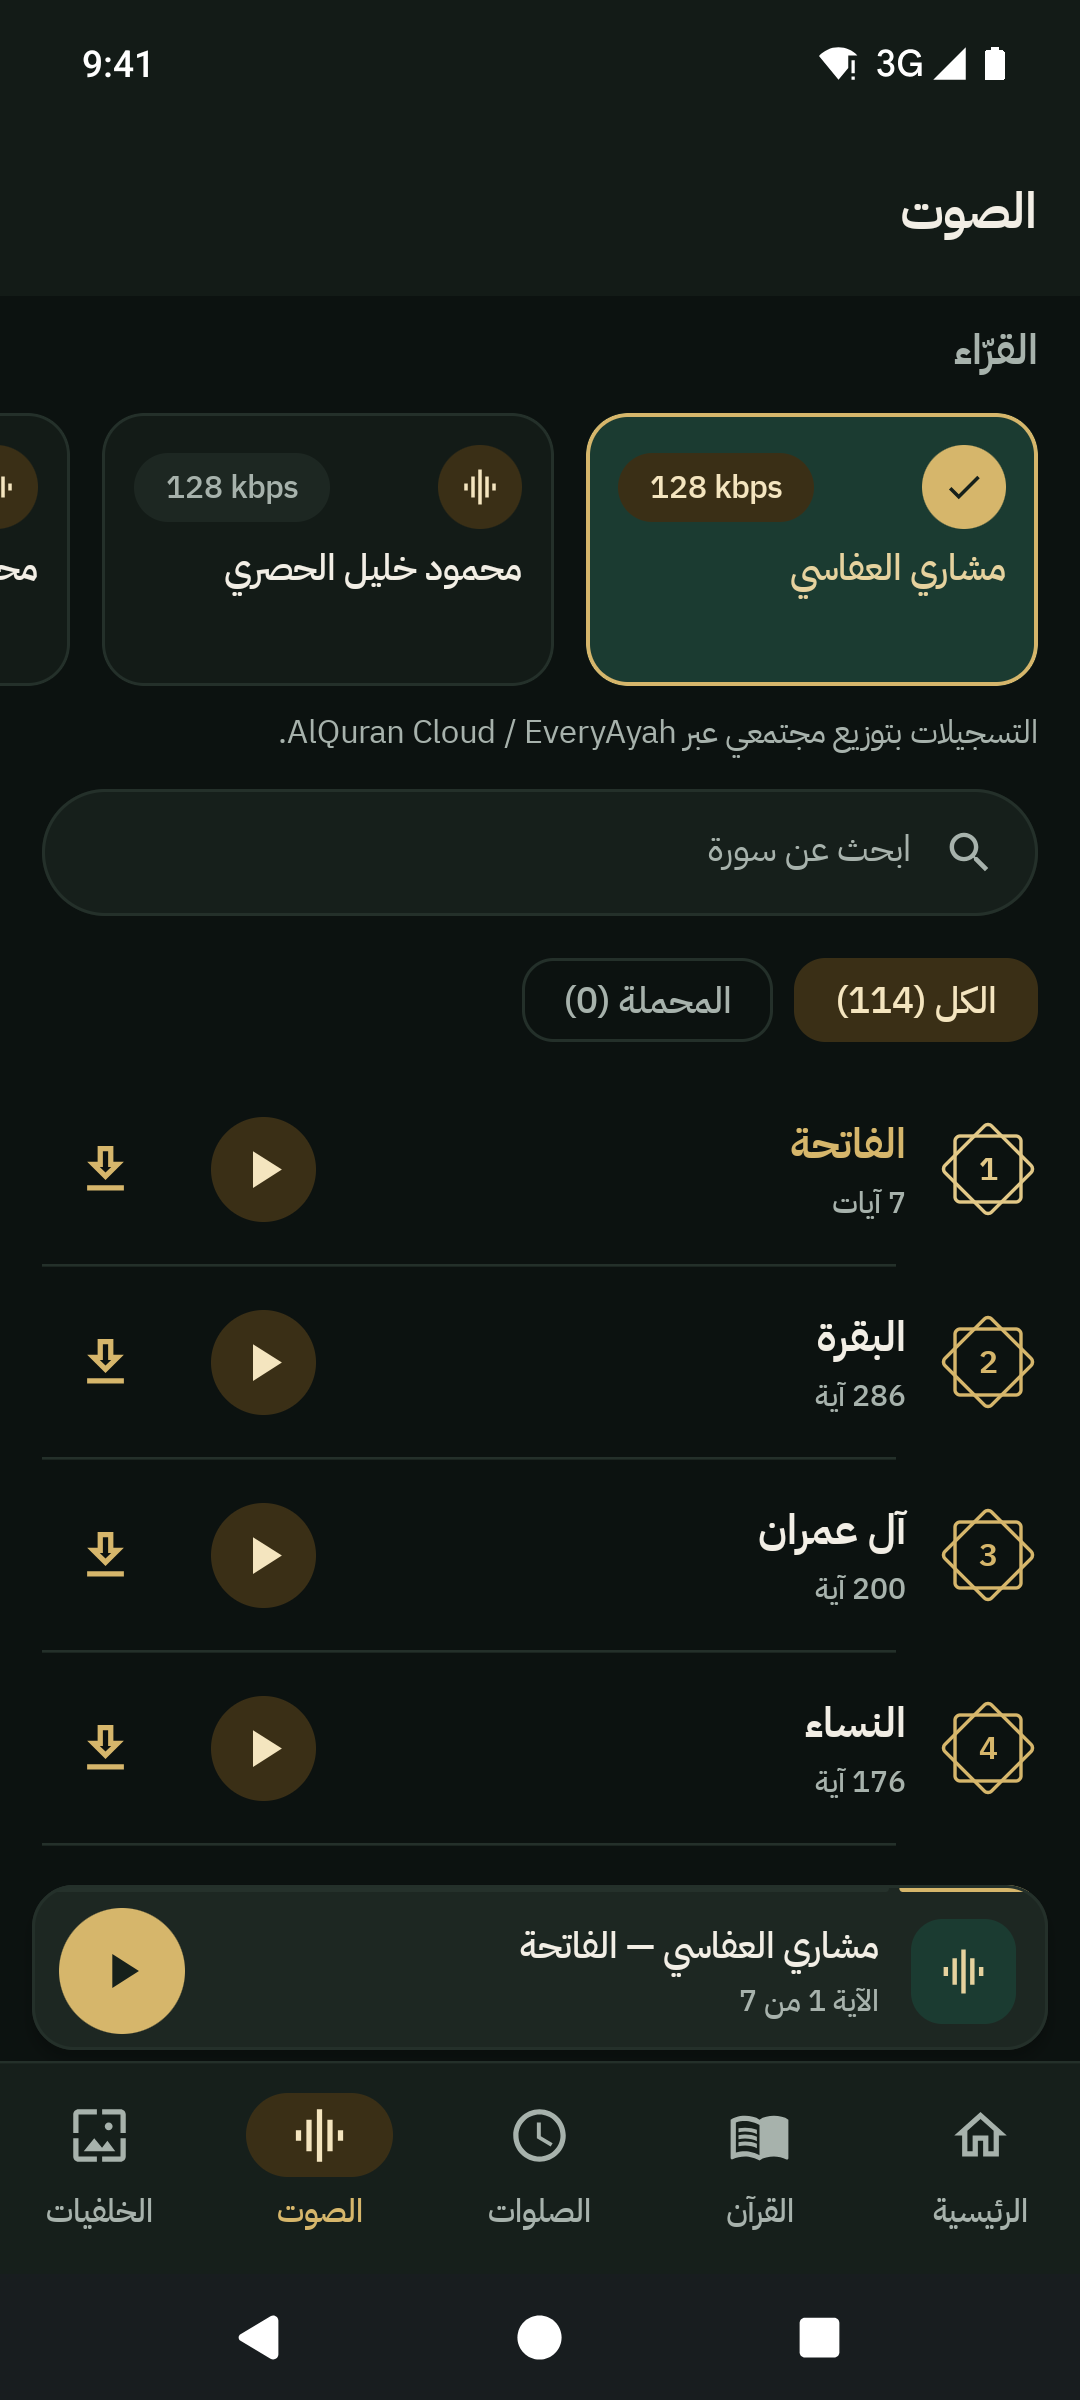 9:41
3G
الصوت
القرّاء
128 kbps
مشاري العفاسي
128 kbps
محمود خليل الحصري
التسجيلات بتوزيع مجتمعي عبر AlQuran Cloud / EveryAyah.
ابحث عن سورة
الكل (114)
المحملة (0)
1
الفاتحة
7 آيات
2
البقرة
286 آية
3
آل عمران
200 آية
4
النساء
176 آية
مشاري العفاسي — الفاتحة
الآية 1 من 7
الرئيسية
القرآن
الصلوات
الصوت
الخلفيات